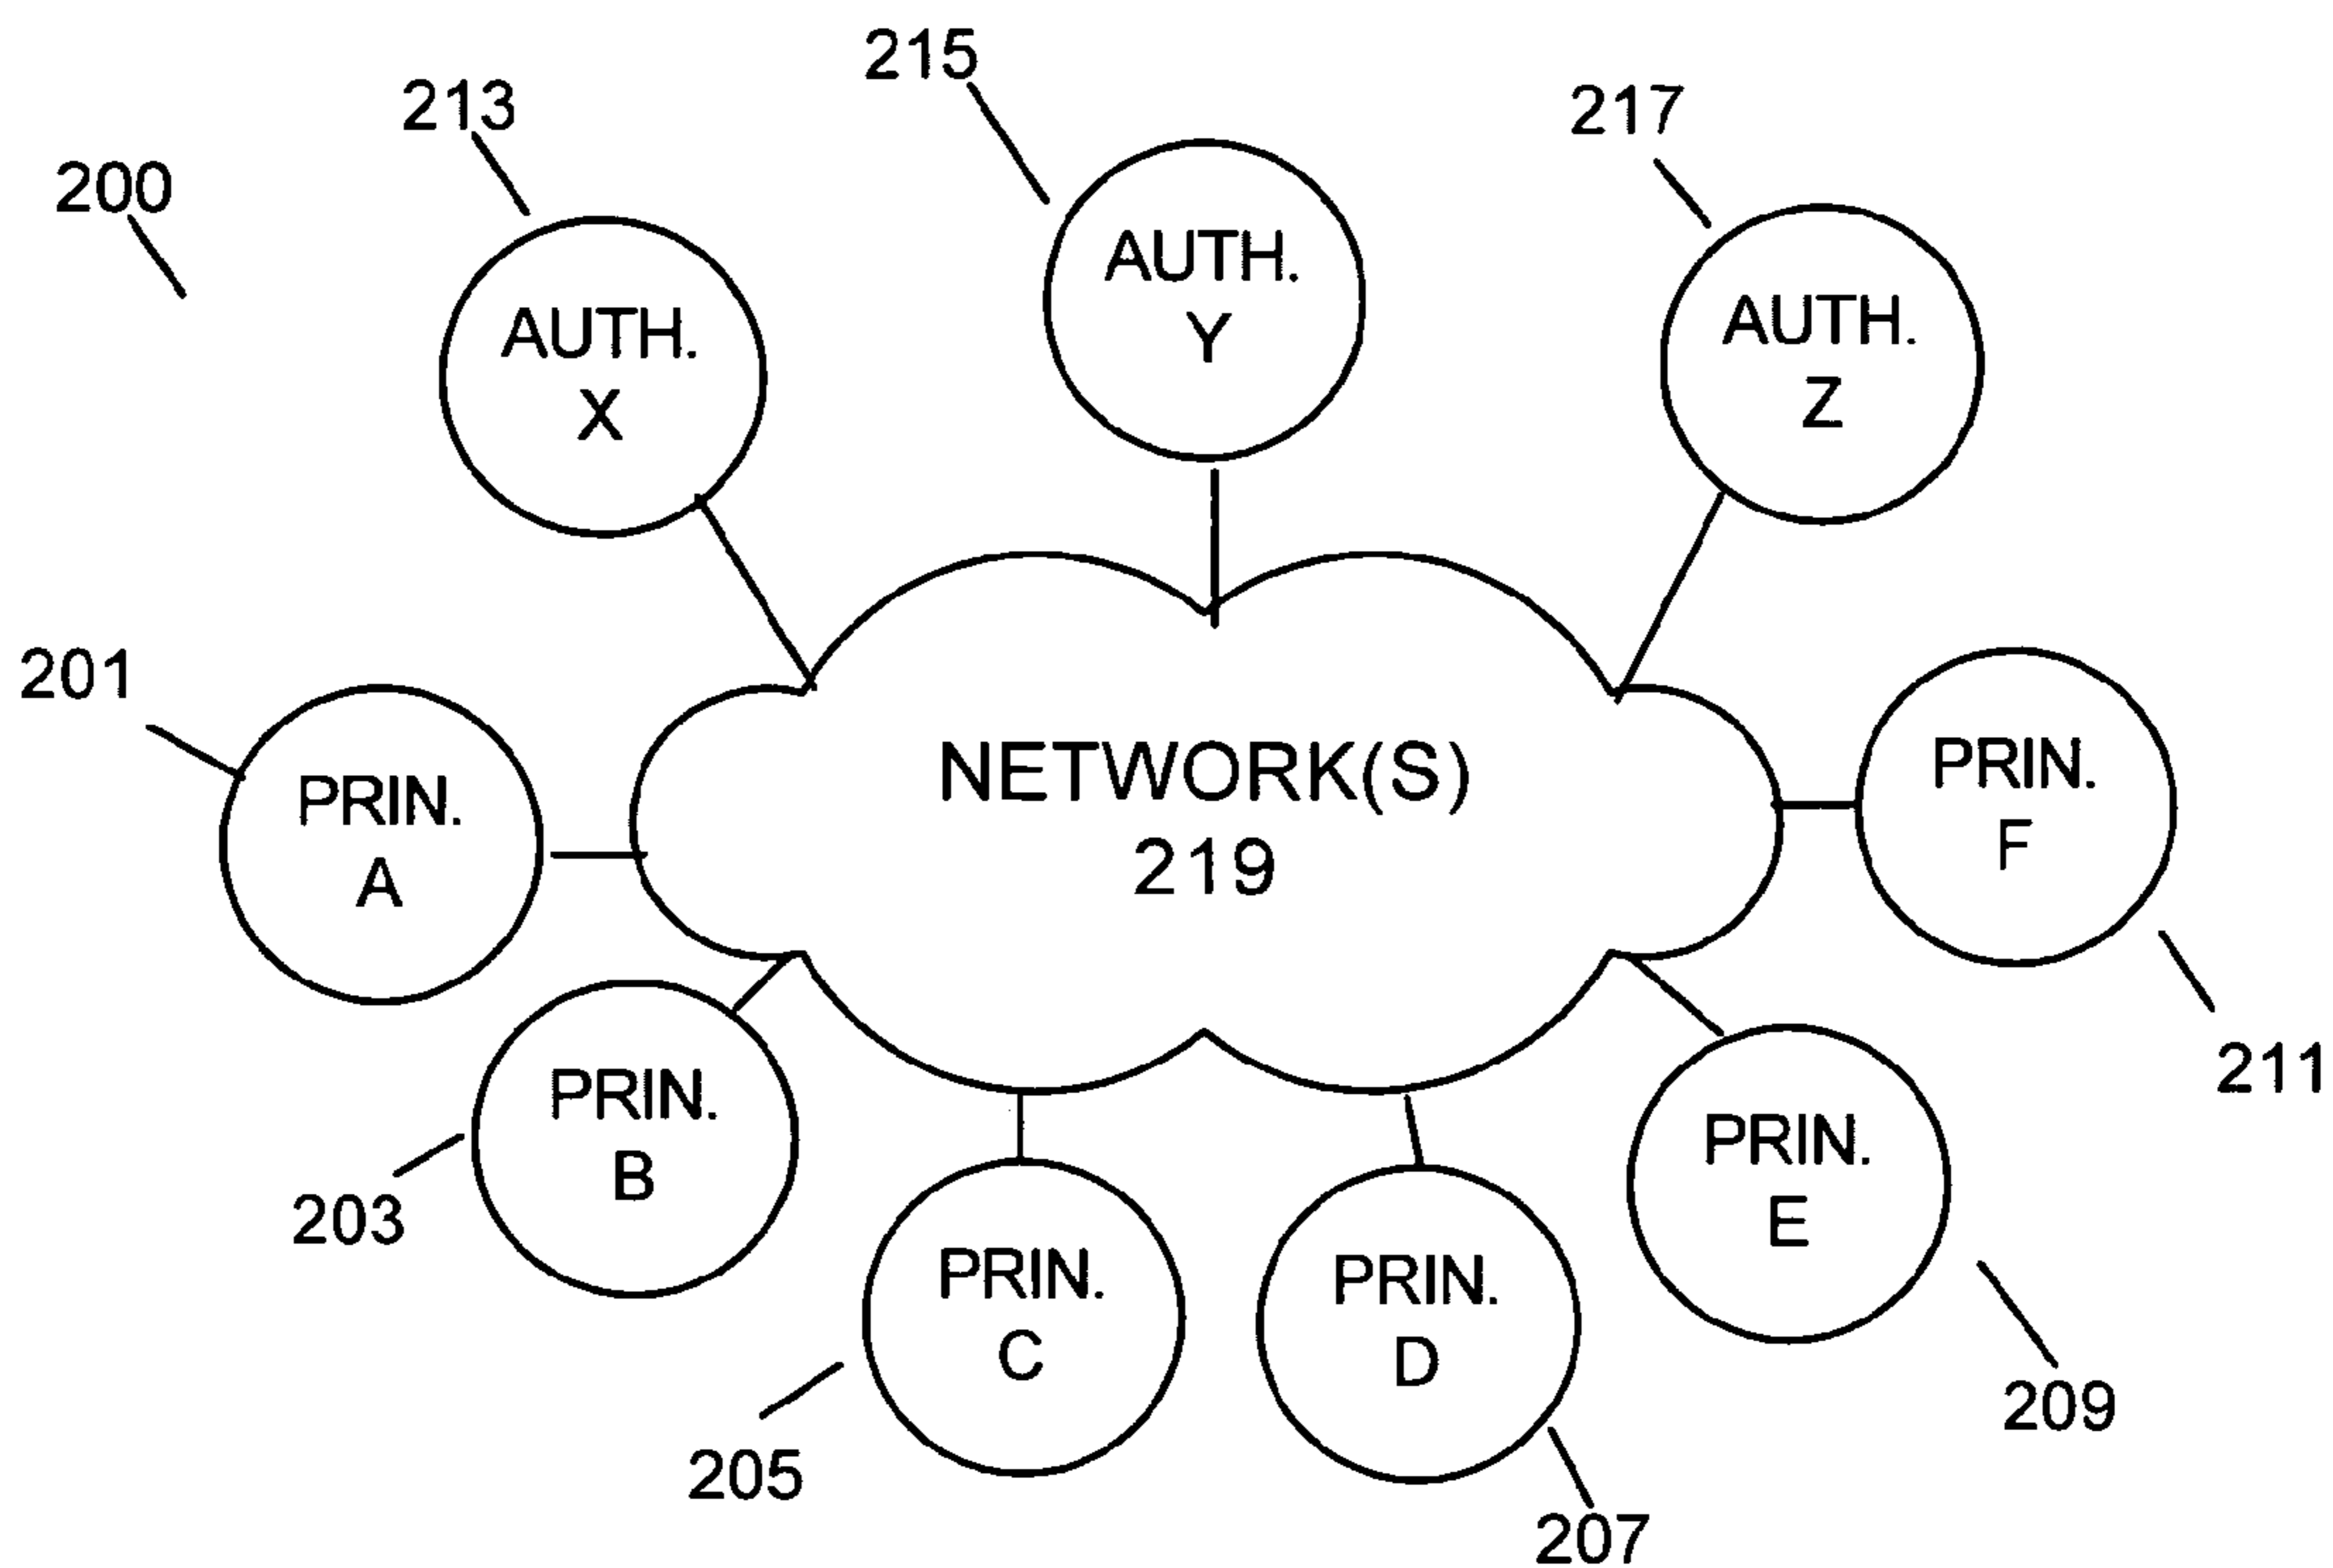 215
213
217
200
AUTH.
Y
AUTH.
X
AUTH.
Z
201
NETWORK(S)
219
PRIN.
A
PRIN.
F
211
PRIN.
B
203
PRIN.
E
PRIN.
C
PRIN.
D
209
205
207